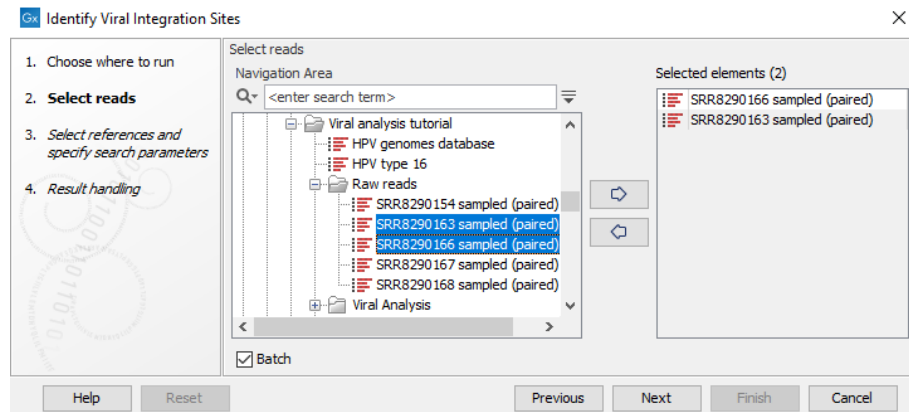 Gx Identify Viral Integration Sites
1. Choose where to run
2. Select reads
3. Select references and
specify search parameters
4. Result handling
Select reads
Navigation Area
<enter search term>
Viral analysis tutorial
HPV genomes database
HPV type 16
Raw reads
SRR8290154 sampled (paired)
SRR8290163 sampled (paired)
SRR8290166 sampled (paired)
SRR8290167 sampled (paired)
SRR8290168 sampled (paired)
Viral Analysis
Batch
Selected elements (2)
SRR8290166 sampled (paired)
SRR8290163 sampled (paired)
Help Reset Previous Next Finish Cancel